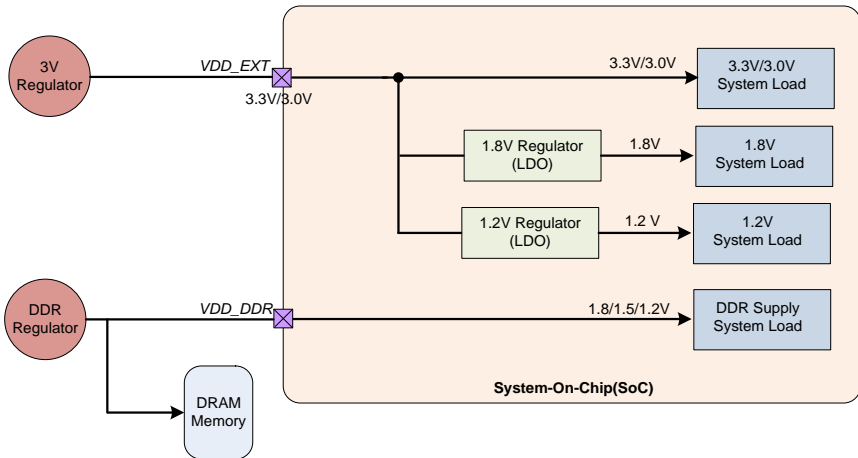 3V
Regulator
VDD_EXT
3.3V/3.0V
3.3V/3.0V
3.3V/3.0V
System Load
1.8V Regulator
(LDO)
1.8V
1.8V
System Load
1.2V Regulator
(LDO)
1.2 V
1.2V
System Load
DDR
Regulator
VDD_DDR
1.8/1.5/1.2V
DDR Supply
System Load
System-On-Chip(SoC)
DRAM
Memory